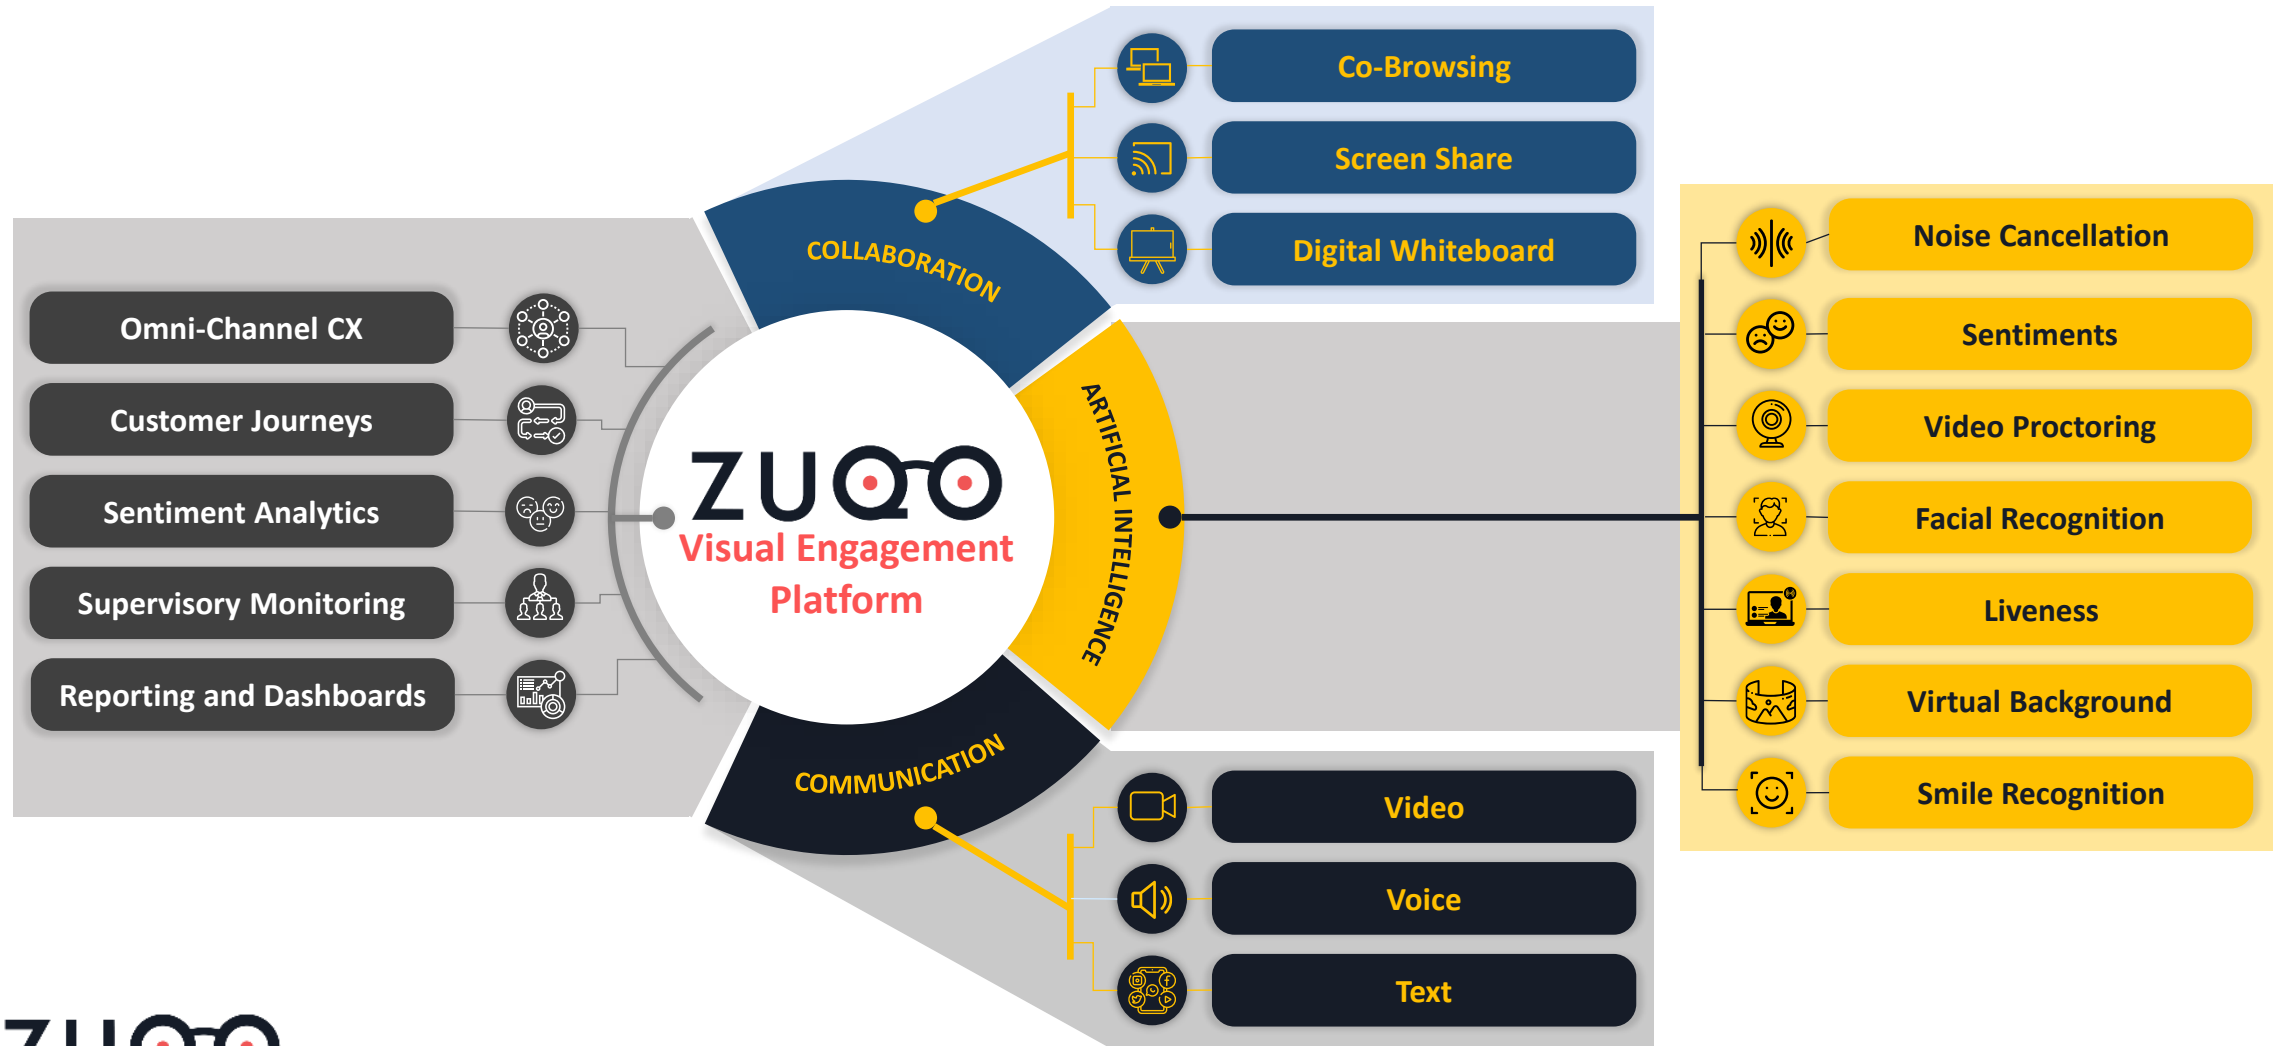 Co-Browsing
Screen Share
Digital Whiteboard
COLLABORATION
Omni-Channel CX
Customer Journeys
Sentiment Analytics
Supervisory Monitoring
Reporting and Dashboards
ZUQO
Visual Engagement
Platform
ARTIFICIAL INTELLIGENCE
Noise Cancellation
Sentiments
Video Proctoring
Facial Recognition
Liveness
Virtual Background
Smile Recognition
COMMUNICATION
Video
Voice
Text
ZUQO